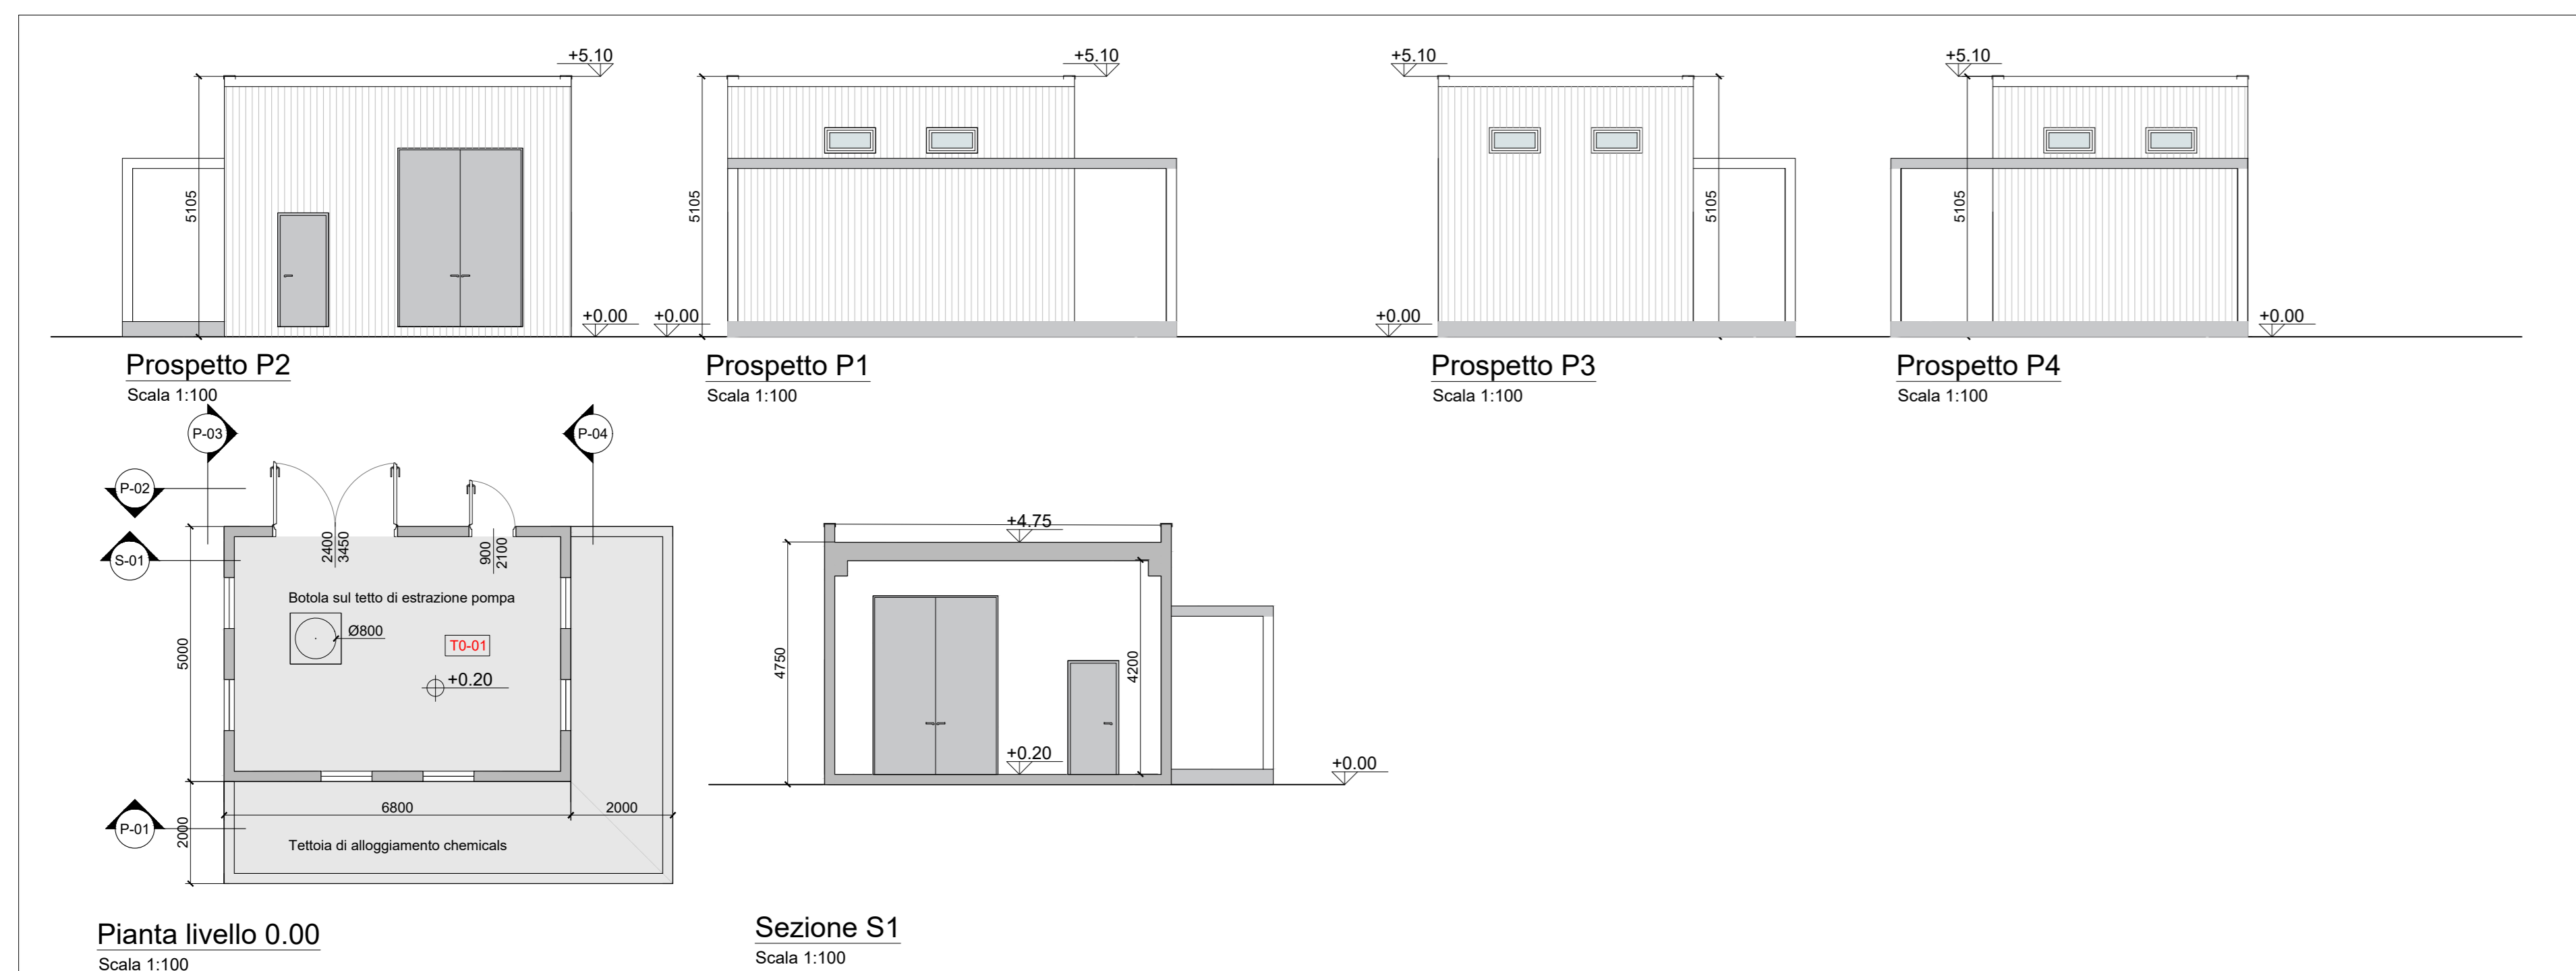 +5.10
+5.10
+5.10
+5.10
5105
5105
5105
5105
+0.00
+0.00
+0.00
+0.00
Prospetto P2
Scala 1:100
Prospetto P1
Scala 1:100
Prospetto P3
Scala 1:100
Prospetto P4
Scala 1:100
P-03
P-04
P-02
S-01
2400
3450
900
2100
Botola sul tetto di estrazione pompa
Ø800
T0-01
+0.20
5000
6800
2000
P-01
2000
Tettoia di alloggiamento chemicals
Pianta livello 0.00
Scala 1:100
+4.75
4750
4200
+0.20
+0.00
Sezione S1
Scala 1:100